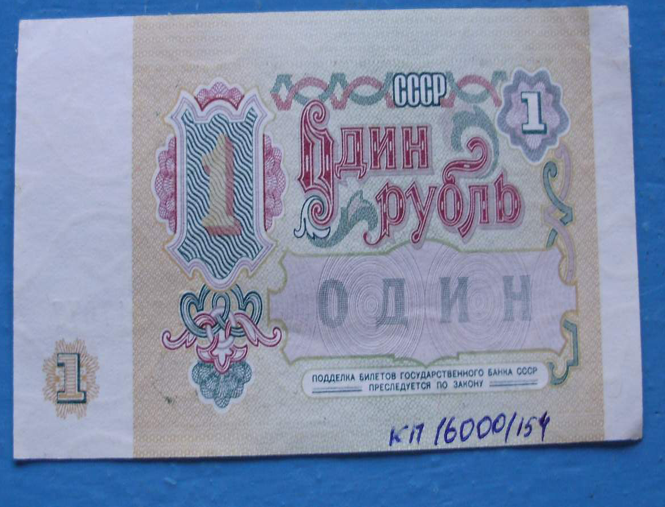 СССР
1
1
Один
рубль
ОДИН
1
ПОДДЕЛКА БИЛЕТОВ ГОСУДАРСТВЕННОГО БАНКА СССР
ПРЕСЛЕДУЕТСЯ ПО ЗАКОНУ
КП 16000/154